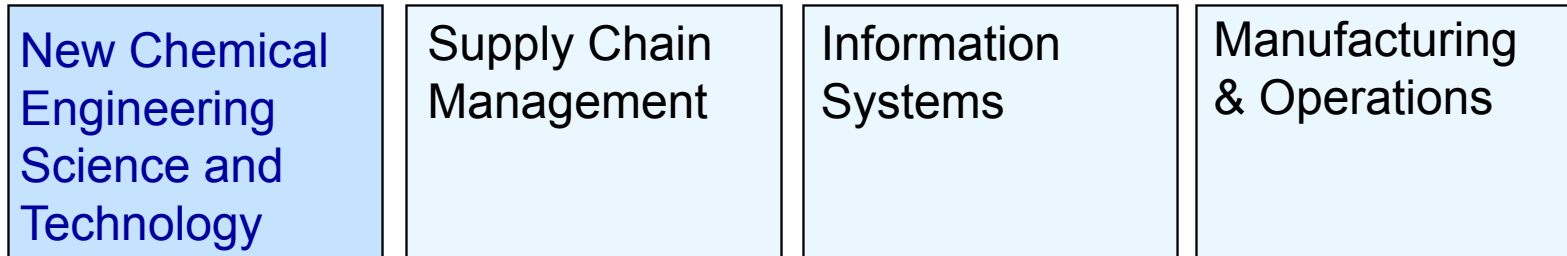 New Chemical
Engineering
Science and
Technology
Supply Chain
Management
Information
Systems
Manufacturing
& Operations